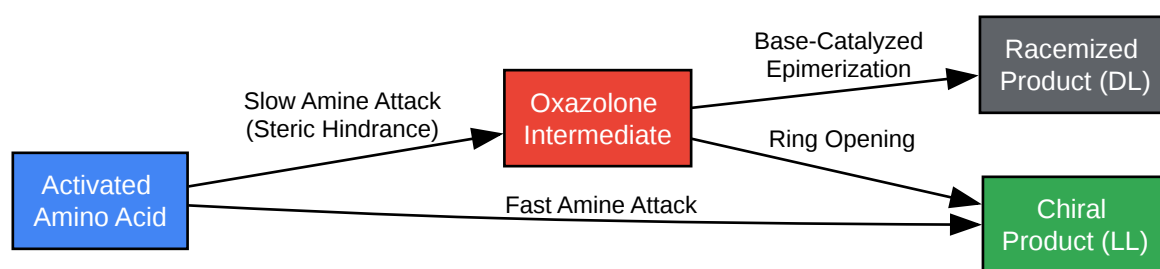 Activated
Amino Acid
Slow Amine Attack
(Steric Hindrance)
Fast Amine Attack
Oxazolone
Intermediate
Base-Catalyzed
Epimerization
Ring Opening
Racemized
Product (DL)
Chiral
Product (LL)